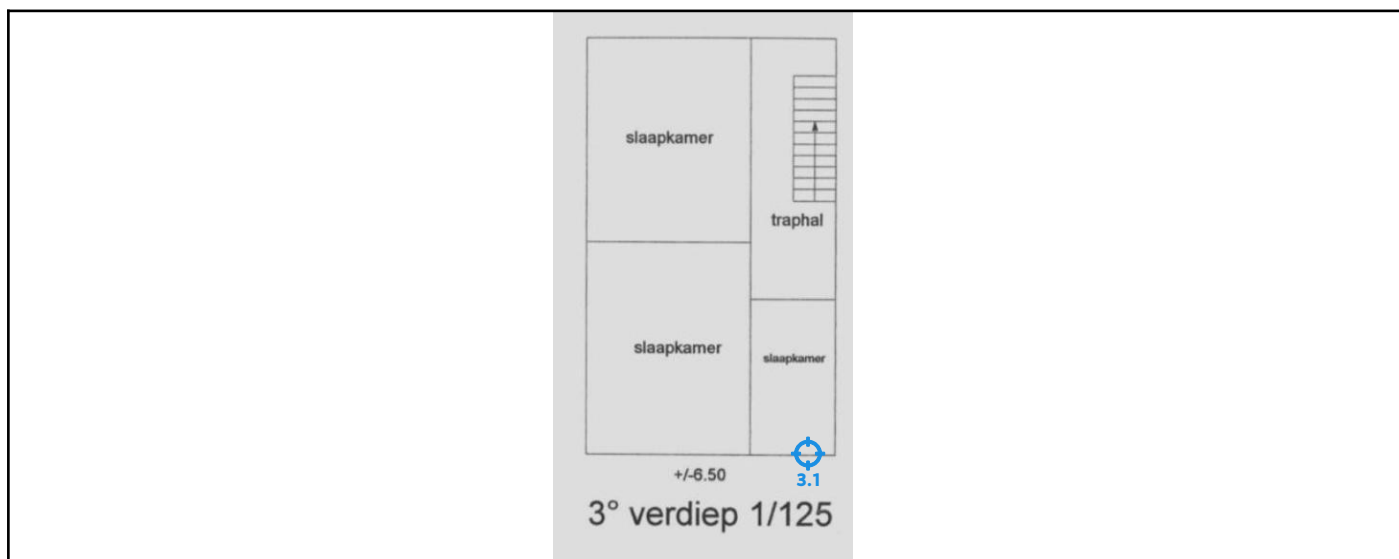 slaapkamer
traphal
slaapkamer
slaapkamer
+/-6.50
3.1
3° verdiep 1/125